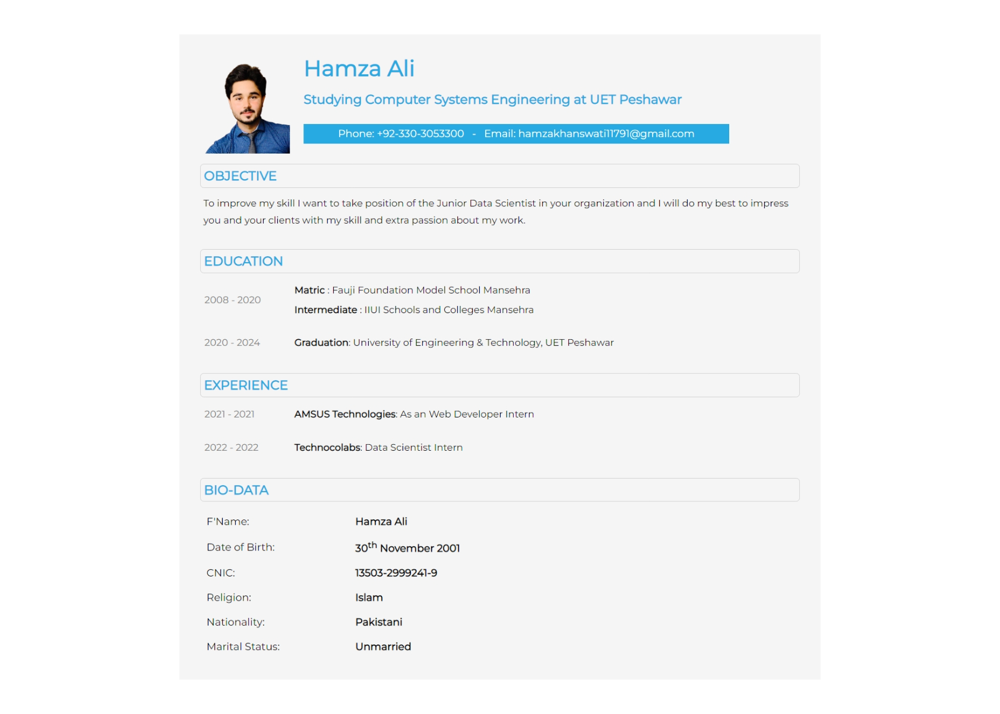 Hamza Ali
Studying Computer Systems Engineering at UET Peshawar
Phone: +92-330-3053300 - Email: hamzakhanswati11791@gmail.com
OBJECTIVE
To improve my skill I want to take position of the Junior Data Scientist in your organization and I will do my best to impress
you and your clients with my skill and extra passion about my work.
EDUCATION
2008 - 2020
Matric : Fauji Foundation Model School Mansehra
Intermediate : IIUI Schools and Colleges Mansehra
2020 - 2024 Graduation: University of Engineering & Technology, UET Peshawar
EXPERIENCE
2021 - 2021 AMSUS Technologies: As an Web Developer Intern
2022 - 2022 Technocolabs: Data Scientist Intern
BIO-DATA
F'Name: Hamza Ali
Date of Birth: 30th November 2001
CNIC: 13503-2999241-9
Religion: Islam
Nationality: Pakistani
Marital Status: Unmarried